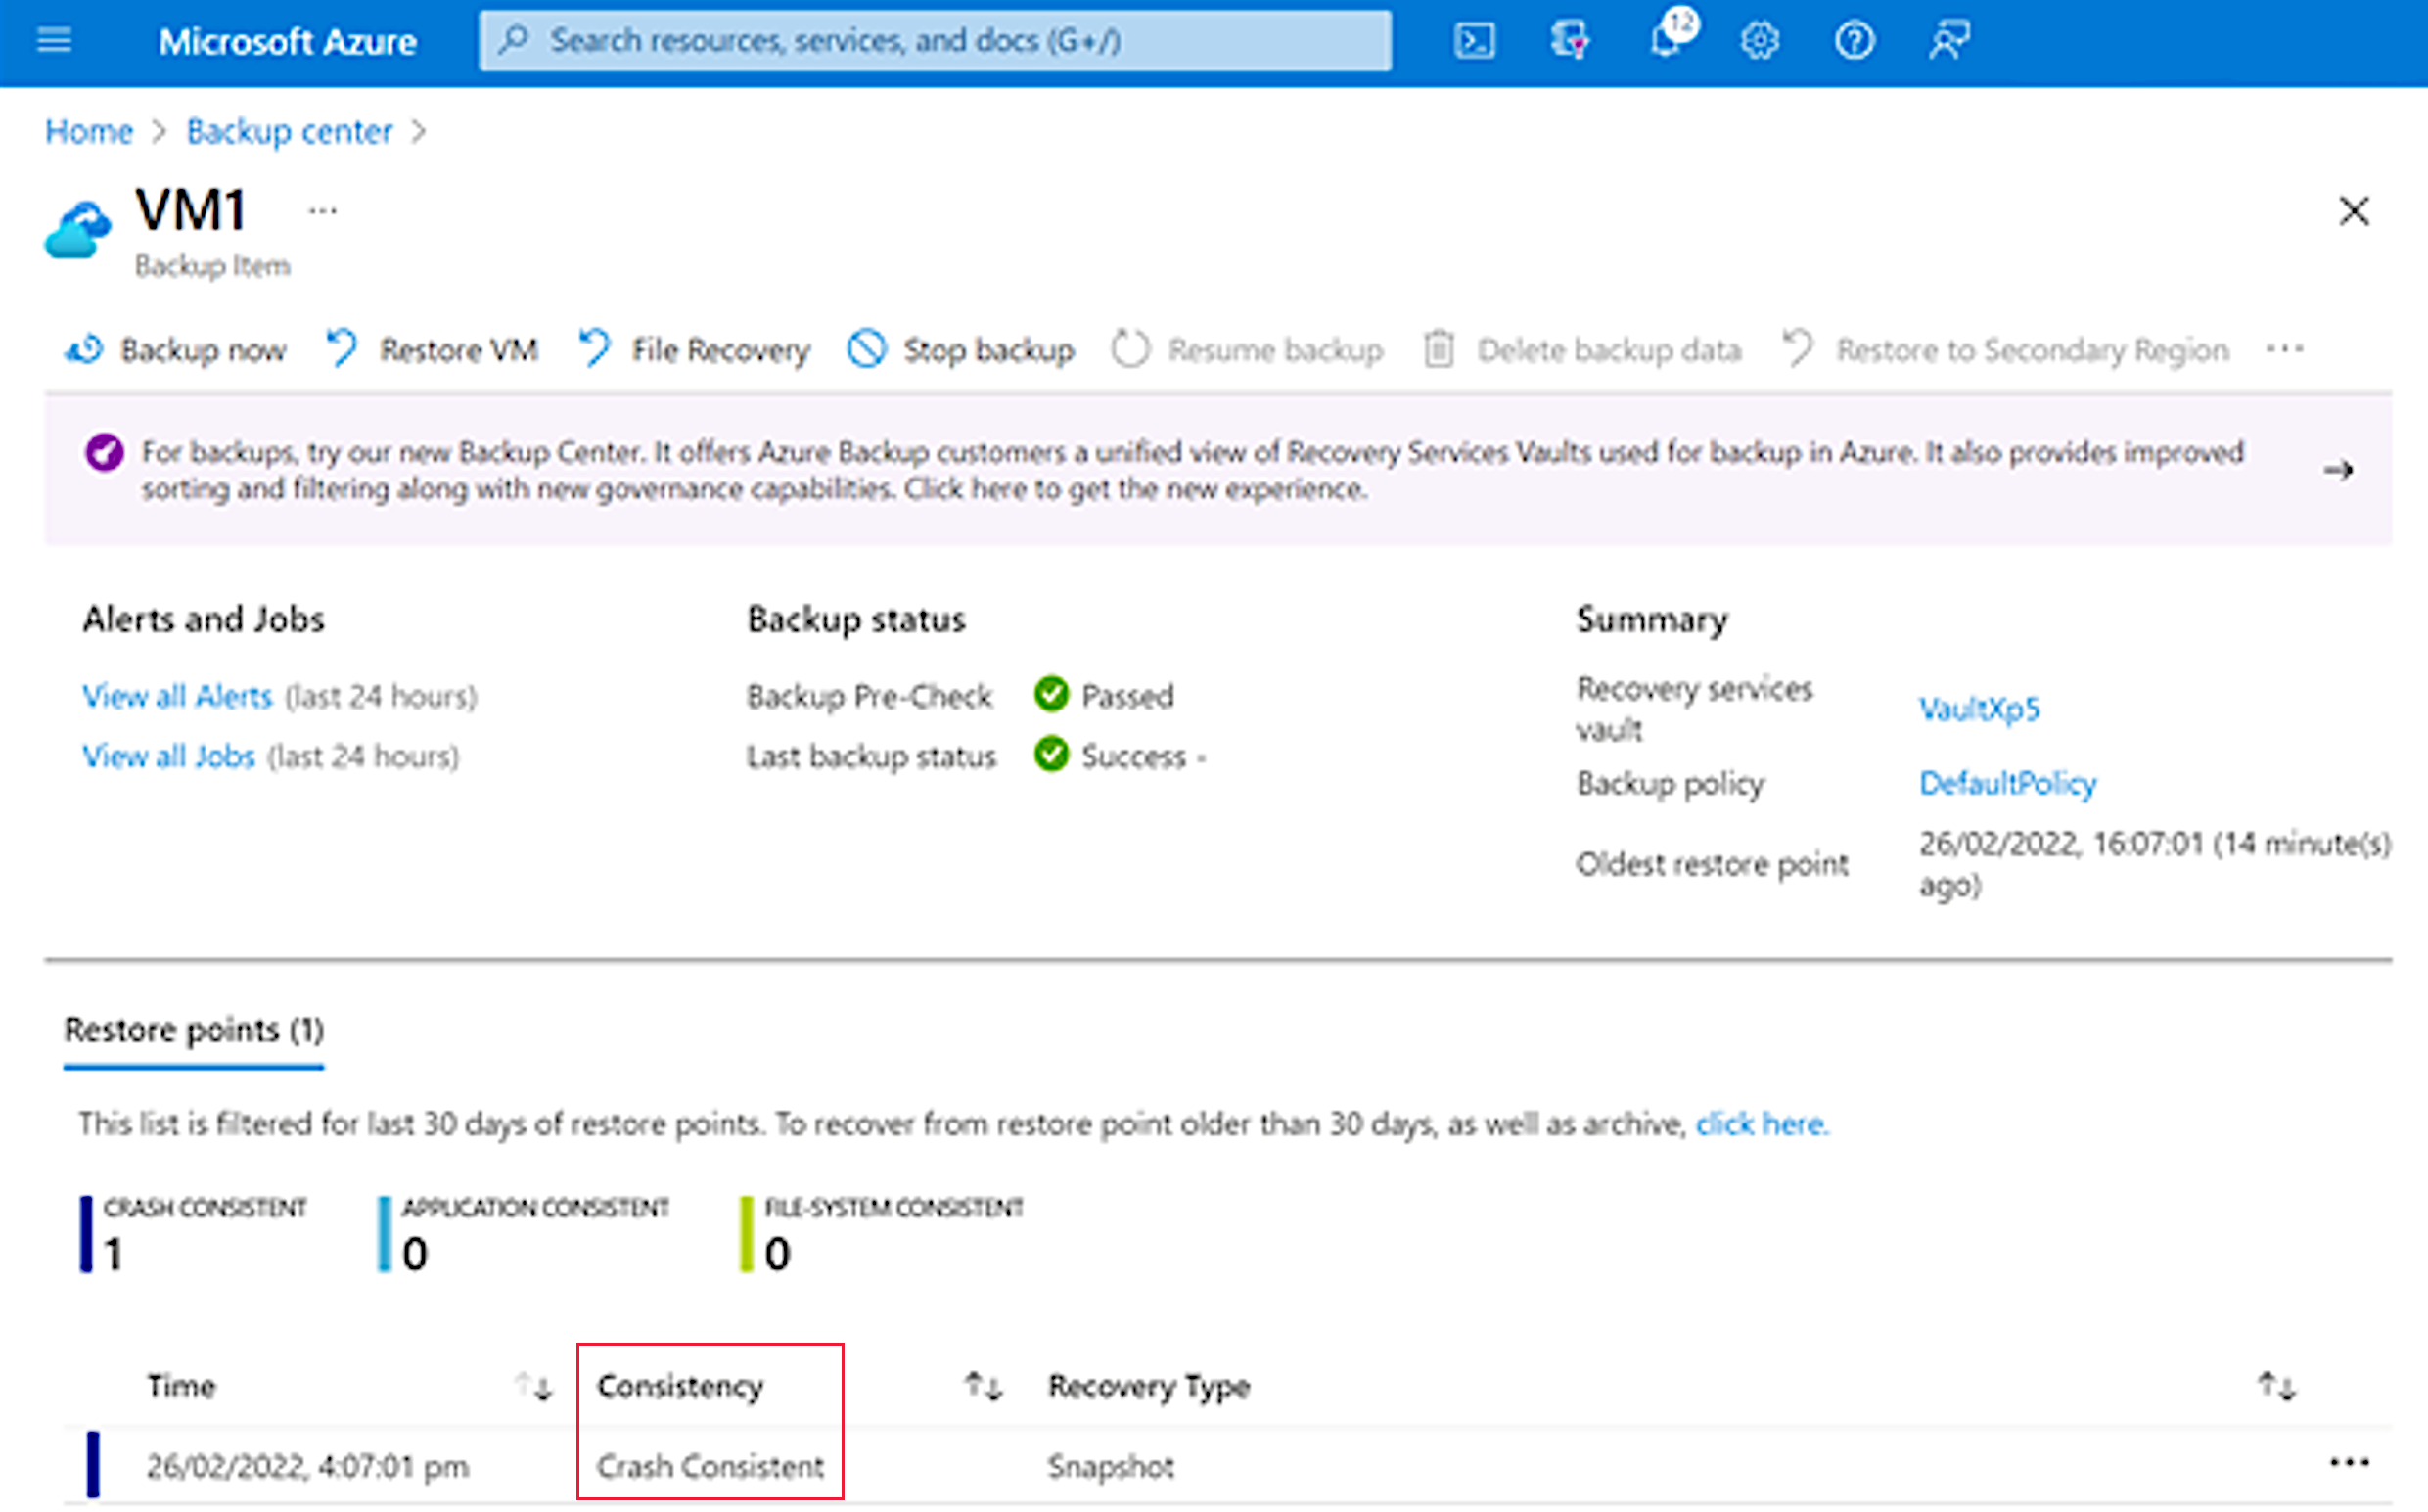 Microsoft Azure
Search resources, services, and docs (G+/)
12
Home > Backup center >
VM1 ...
Backup Item
Backup now
Restore VM
File Recovery
Stop backup
Resume backup
Delete backup data
Restore to Secondary Region
...
For backups, try our new Backup Center. It offers Azure Backup customers a unified view of Recovery Services Vaults used for backup in Azure. It also provides improved
sorting and filtering along with new governance capabilities. Click here to get the new experience.
Alerts and Jobs
View all Alerts (last 24 hours)
View all Jobs (last 24 hours)
Backup status
Backup Pre-Check Passed
Last backup status Success -
Summary
Recovery services
vault
VaultXp5
Backup policy DefaultPolicy
Oldest restore point
26/02/2022, 16:07:01 (14 minute(s)
ago)
Restore points (1)
This list is filtered for last 30 days of restore points. To recover from restore point older than 30 days, as well as archive, click here.
CRASH CONSISTENT
1
APPLICATION CONSISTENT
0
FILE-SYSTEM CONSISTENT
0
Time Consistency Recovery Type
26/02/2022, 4:07:01 pm Crash Consistent Snapshot ...